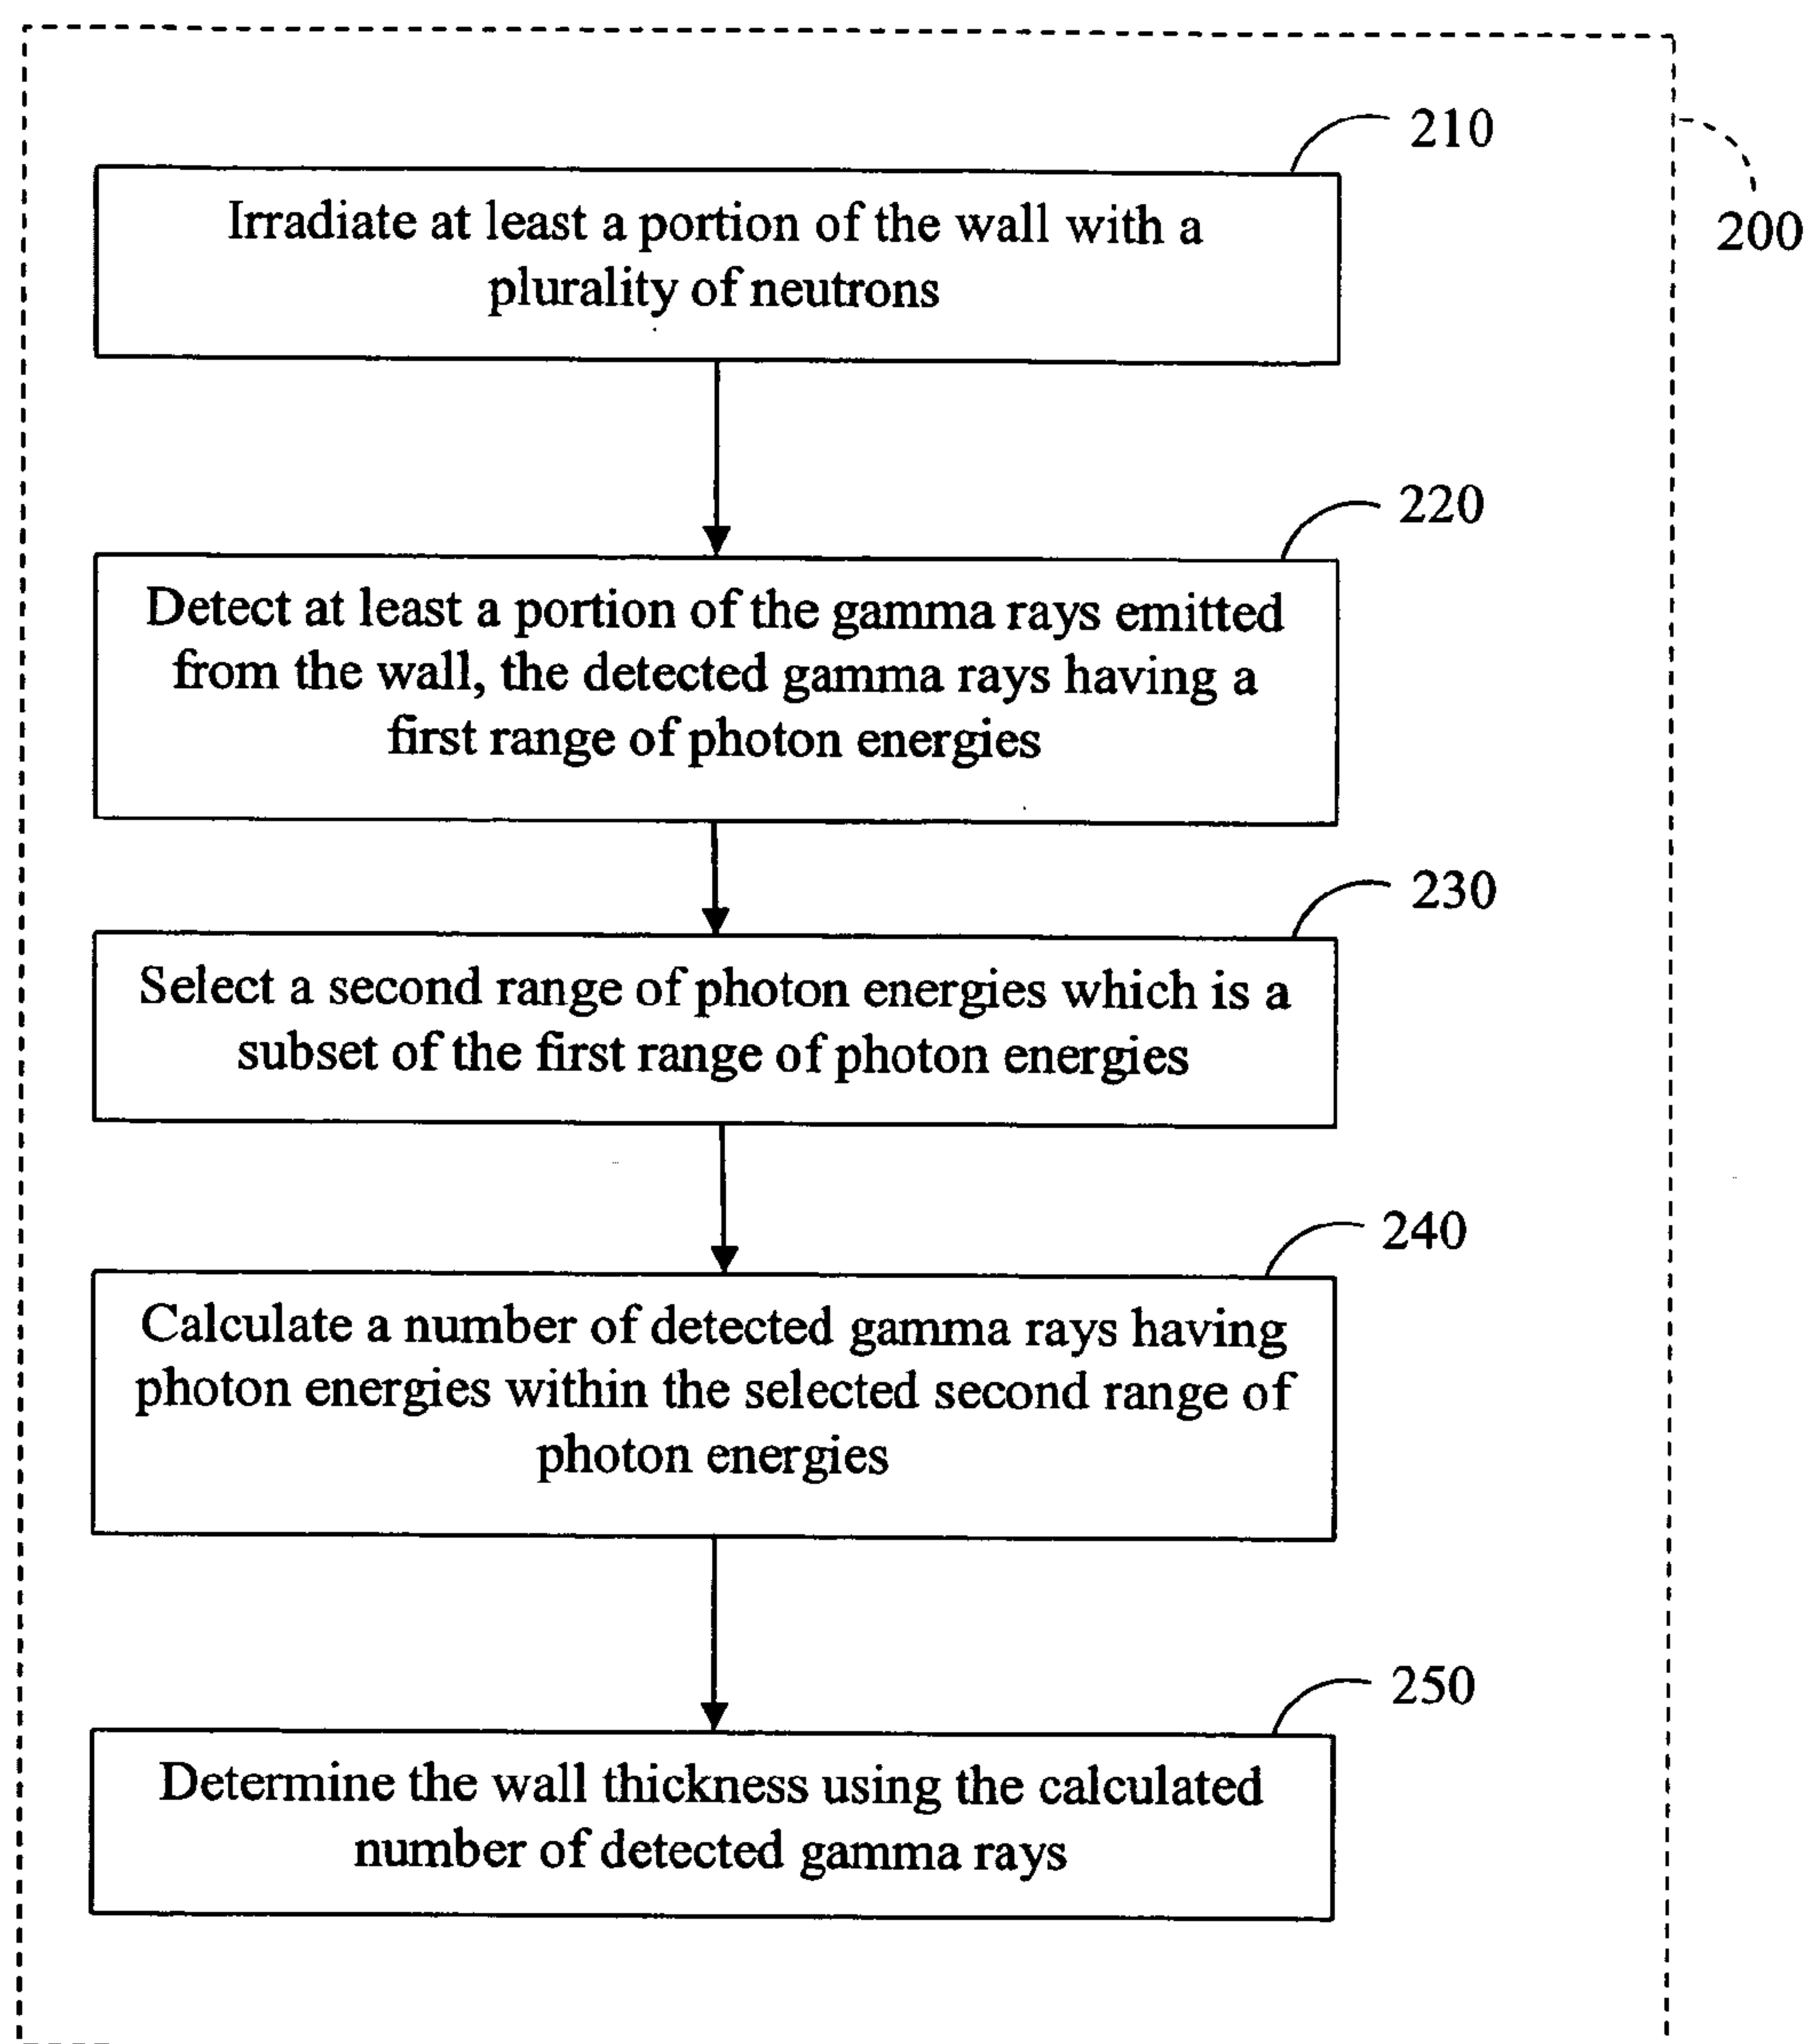 210
200
Irradiate at least a portion of the wall with a
plurality of neutrons
220
Detect at least a portion of the gamma rays emitted
from the wall, the detected gamma rays having a
first range of photon energies
230
Select a second range of photon energies which is a
subset of the first range of photon energies
240
Calculate a number of detected gamma rays having
photon energies within the selected second range of
photon energies
250
Determine the wall thickness using the calculated
number of detected gamma rays